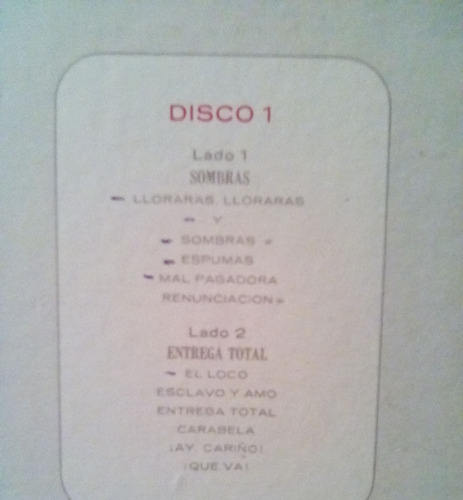 DISCO 1
Lado 1
SOMBRAS
LLORARAS, LLORARAS
Y
SOMBRAS
ESPUMAS
MAL PAGADORA
RENUNCIACION
Lado 2
ENTREGA TOTAL
EL LOCO
ESCLAVO Y AMO
ENTREGA TOTAL
CARABELA
¡AY, CARIÑO!
¡QUE VA!